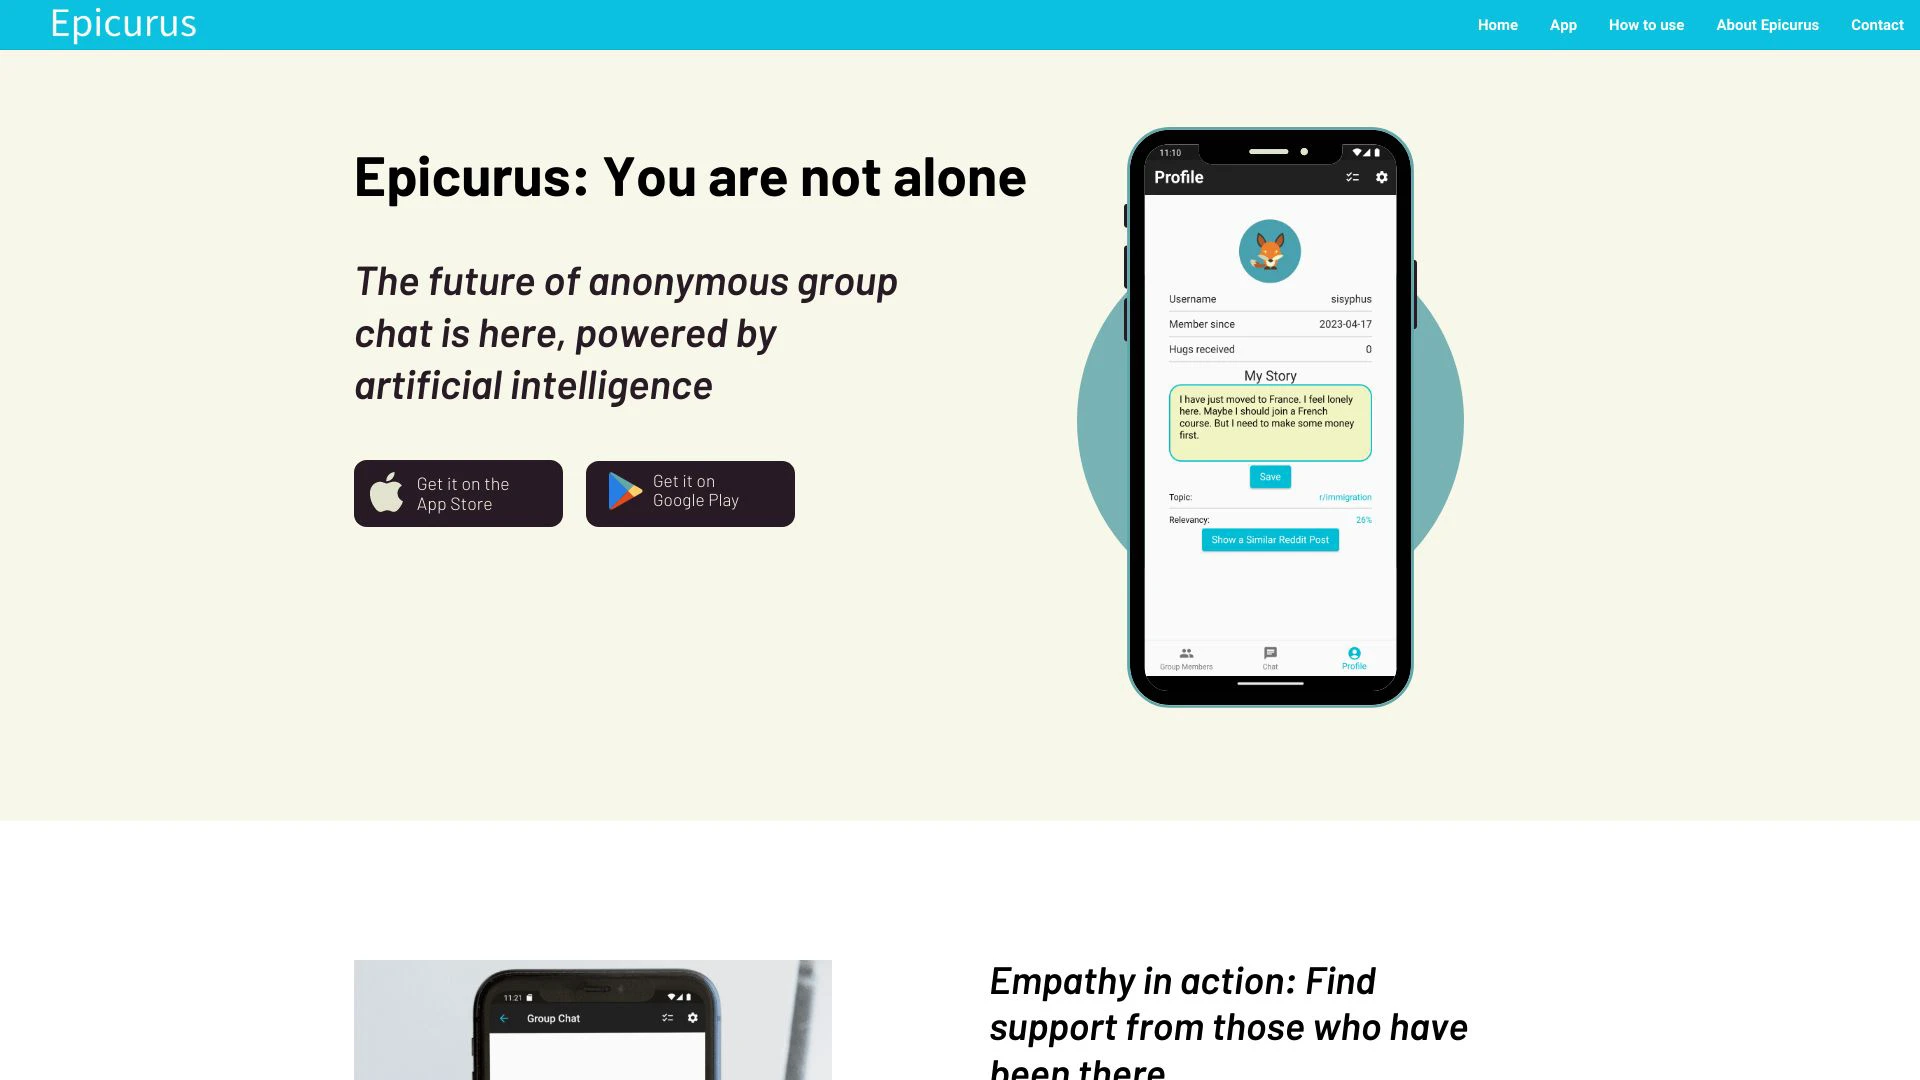 Epicurus
Home
App
How to use
About Epicurus
Contact
Epicurus: You are not alone
The future of anonymous group
chat is here, powered by
artificial intelligence
Get it on the
App Store
Get it on
Google Play
11:10
Profile
Username sisyphus
Member since 2023-04-17
Hugs received 0
My Story
I have just moved to France. I feel lonely
here. Maybe I should join a French
course. But I need to make some money
first.
Save
Topic: r/immigration
Relevancy: 26%
Show a Similar Reddit Post
Group Members
Chat
Profile
11:21
Group Chat
Empathy in action: Find
support from those who have
been there